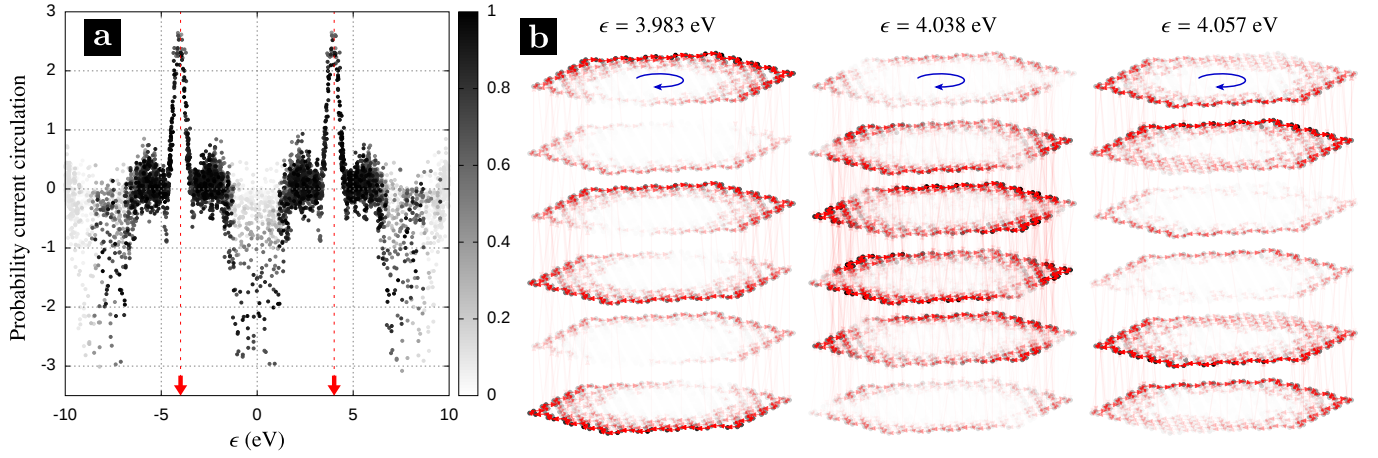 a
Probability current circulation
3
2
1
0
-1
-2
-3
-10
-5
0
5
10
ϵ (eV)
1
0.8
0.6
0.4
0.2
0
b
ϵ = 3.983 eV
ϵ = 4.038 eV
ϵ = 4.057 eV